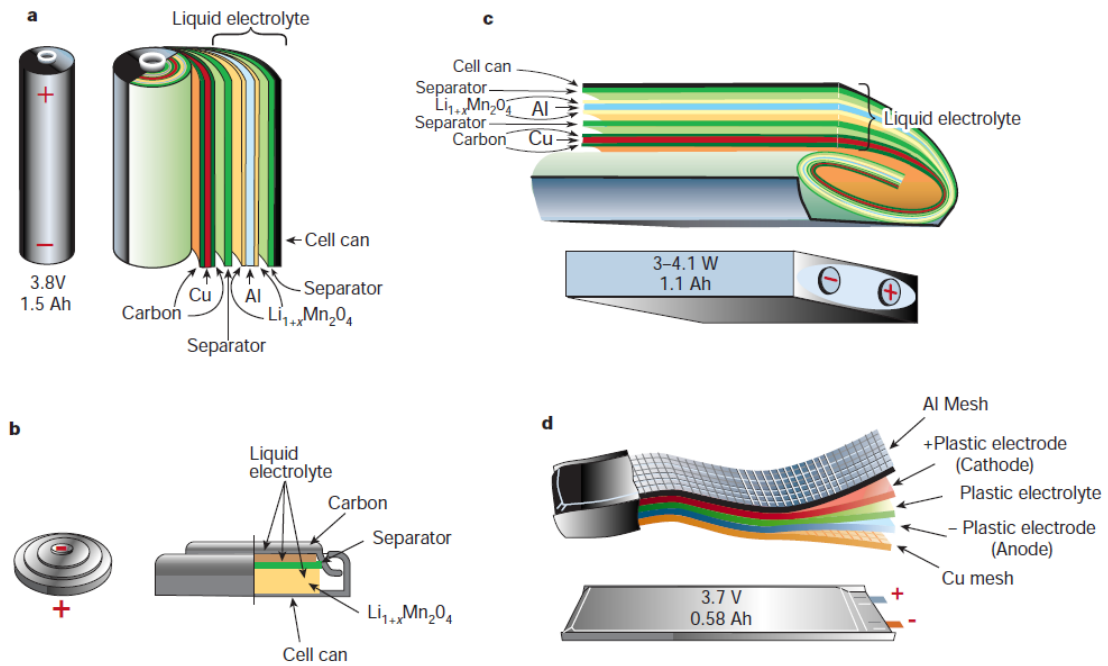 a
Liquid electrolyte
+
−
3.8V
1.5 Ah
Cell can
Separator
Cu
Al
Carbon
Li1+xMn2O4
Separator
c
Cell can
Separator
Li1+xMn2O4
Al
Separator
Carbon
Cu
Liquid electrolyte
3–4.1 W
1.1 Ah
−
+
b
Liquid
electrolyte
Carbon
Separator
Li1+xMn2O4
Cell can
+
d
Al Mesh
+Plastic electrode
(Cathode)
Plastic electrolyte
– Plastic electrode
(Anode)
Cu mesh
3.7 V
0.58 Ah
+
-